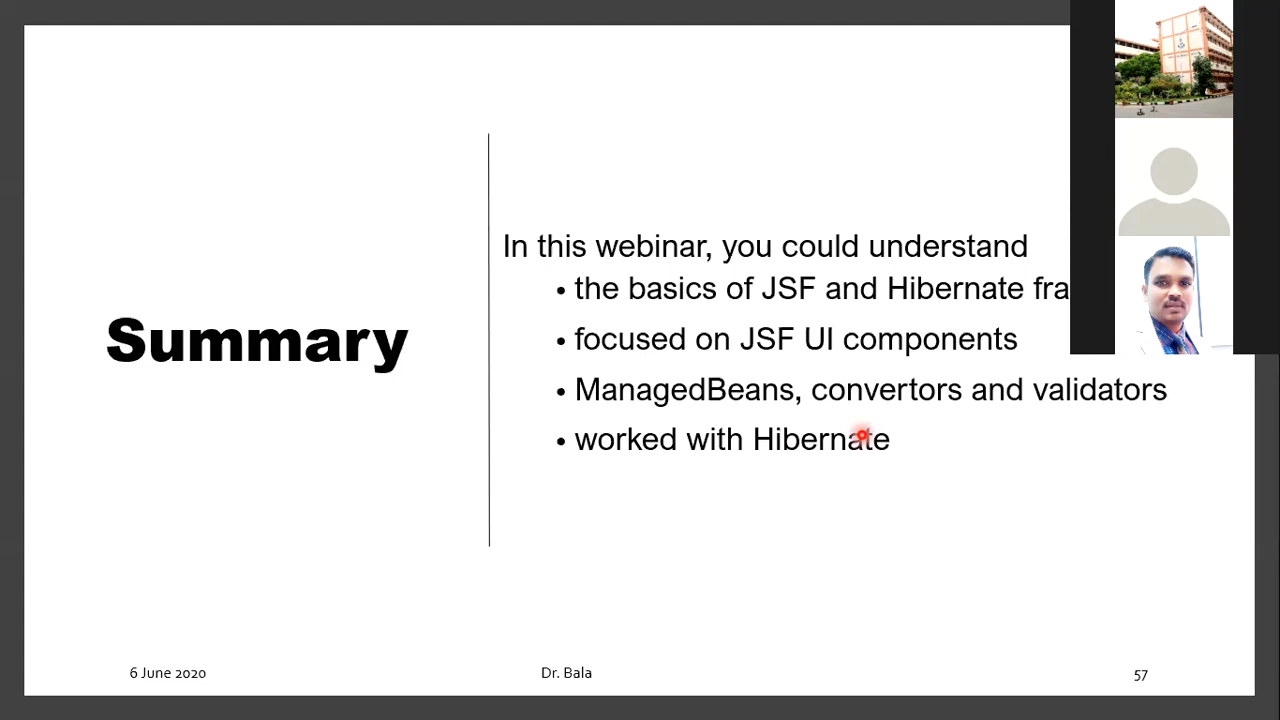 In this webinar, you could understand
• the basics of JSF and Hibernate fra
• focused on JSF UI components
Summary
• ManagedBeans, convertors and validators
• worked with Hibernate
6 June 2020
Dr. Bala
57